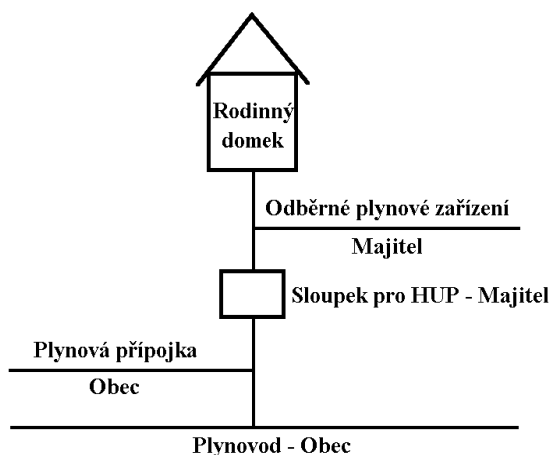 Rodinný
domek
Odběrné plynové zařízení
Majitel
Sloupek pro HUP - Majitel
Plynová přípojka
Obec
Plynovod - Obec